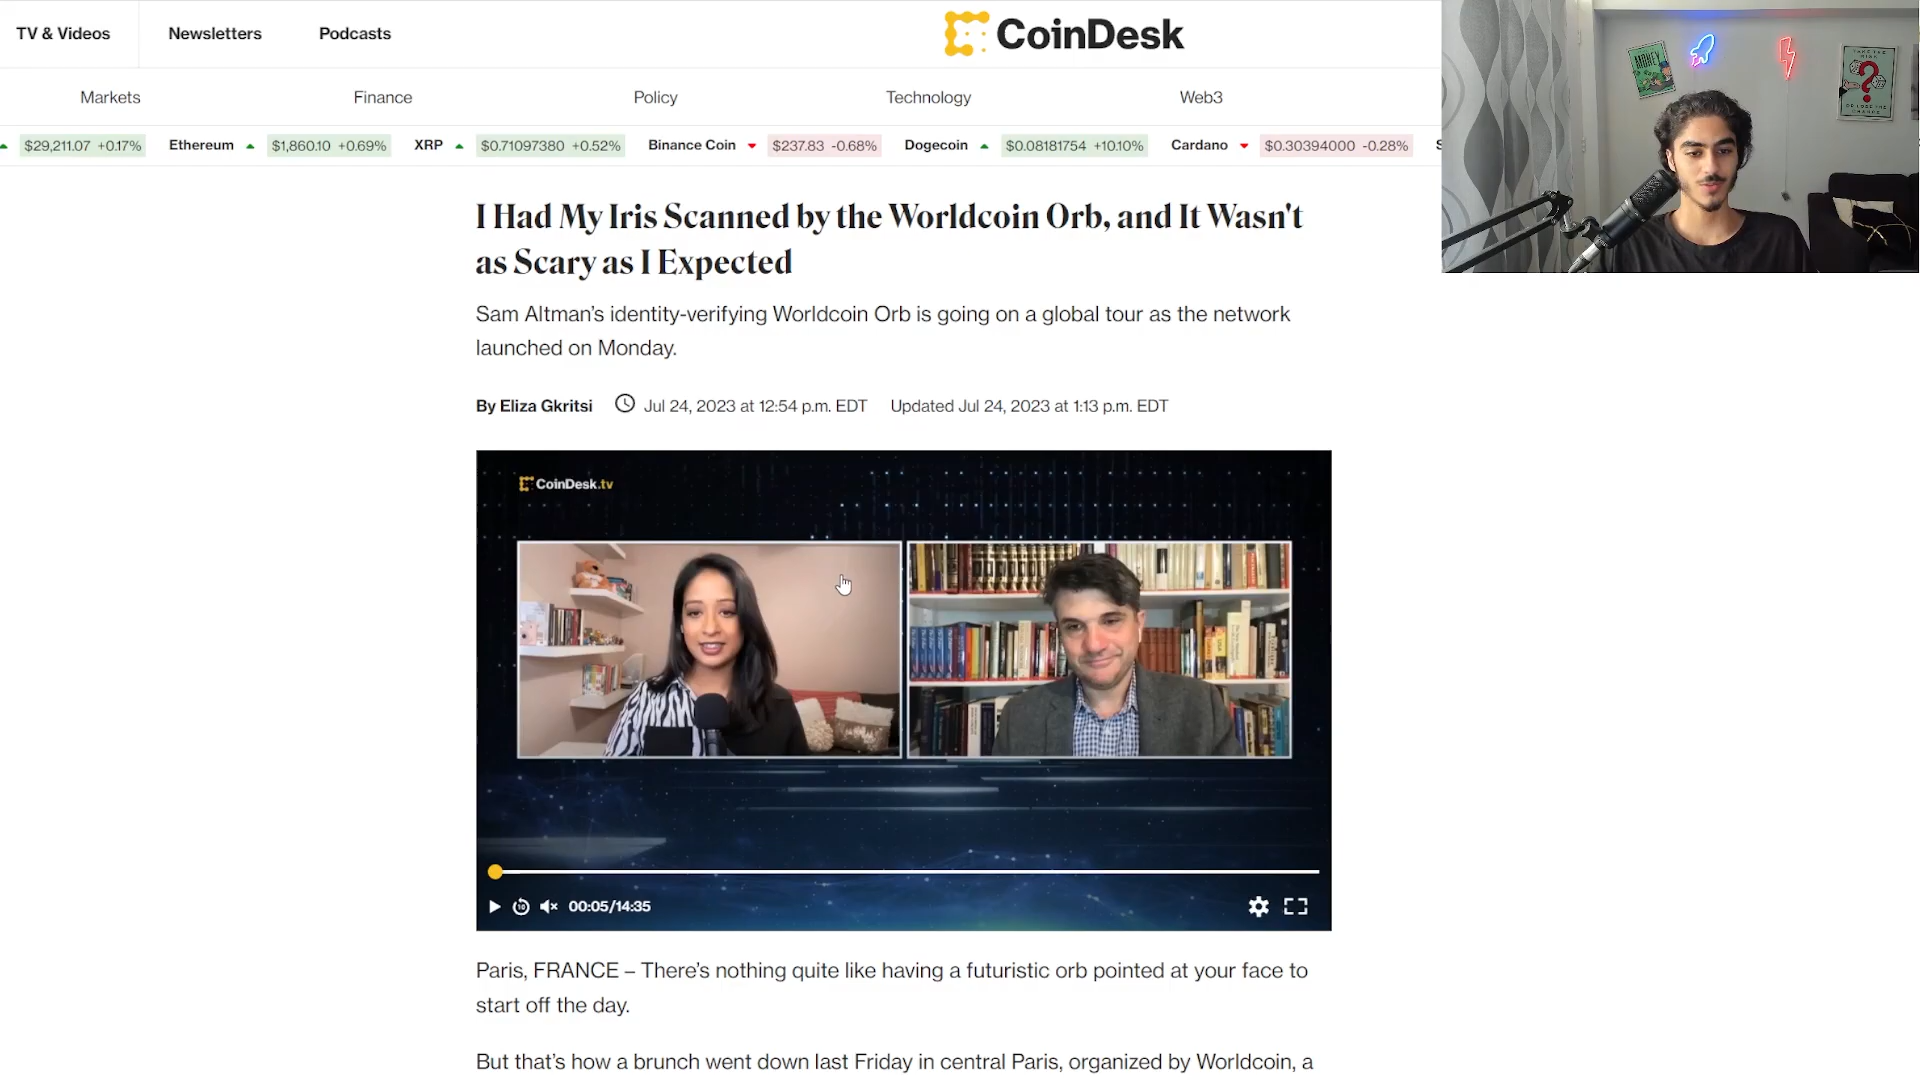 TV & Videos Newsletters Podcasts CoinDesk
Markets Finance Policy Technology Web3
$29,211.07 +0.17% Ethereum $1,860.10 +0.69% XRP $0.71097380 +0.52% Binance Coin $237.83 -0.68% Dogecoin $0.08181754 +10.10% Cardano $0.30394000 -0.28% S
I Had My Iris Scanned by the Worldcoin Orb, and It Wasn't
as Scary as I Expected
Sam Altman’s identity-verifying Worldcoin Orb is going on a global tour as the network
launched on Monday.
By Eliza Gkritsi Jul 24, 2023 at 12:54 p.m. EDT Updated Jul 24, 2023 at 1:13 p.m. EDT
CoinDesk.tv
10 00:05/14:35
Paris, FRANCE – There’s nothing quite like having a futuristic orb pointed at your face to
start off the day.
But that’s how a brunch went down last Friday in central Paris, organized by Worldcoin, a
MONEY